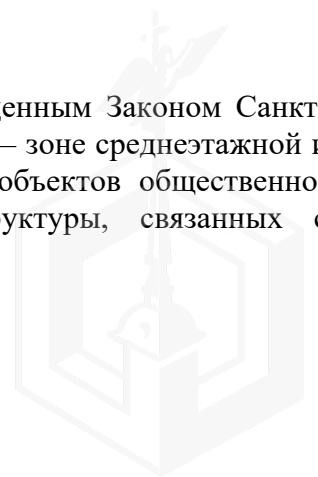 денным Законом Санкт
– зоне среднеэтажной и
объектов общественно
уктуры, связанных с